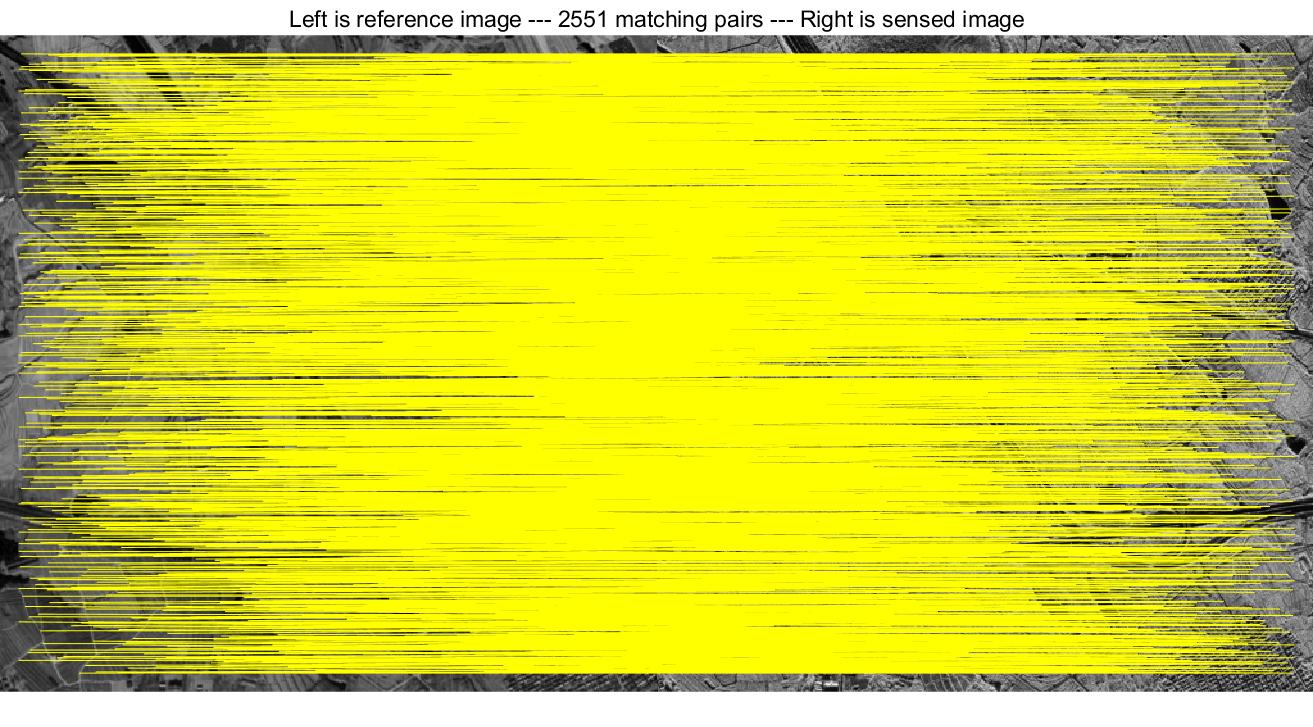 Left is reference image --- 2551 matching pairs --- Right is sensed image